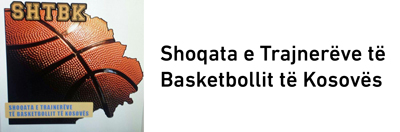 SHTBK
SHOQATA E TRAJNERËVE
TË BASKETBOLLIT TË KOSOVËS
Shoqata e Trajnerëve të
Basketbollit të Kosovës